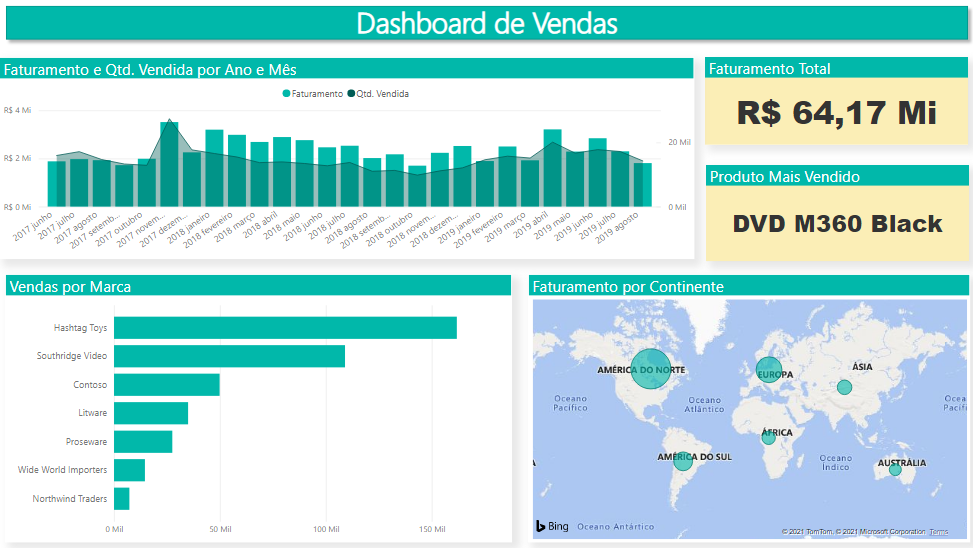 Dashboard de Vendas
Faturamento e Qtd. Vendida por Ano e Mês
Faturamento Qtd. Vendida
R$ 4 Mi
R$ 2 Mi
R$ 0 Mi
20 Mil
0 Mil
2017 junho
2017 julho
2017 agosto
2017 setemb...
2017 outubro
2017 novem...
2017 dezem...
2018 janeiro
2018 fevereiro
2018 março
2018 abril
2018 maio
2018 junho
2018 julho
2018 agosto
2018 setemb...
2018 outubro
2018 novem...
2018 dezem...
2019 janeiro
2019 fevereiro
2019 março
2019 abril
2019 maio
2019 junho
2019 julho
2019 agosto
Faturamento Total
R$ 64,17 Mi
Produto Mais Vendido
DVD M360 Black
Vendas por Marca
Hashtag Toys
Southridge Video
Contoso
Litware
Proseware
Wide World Importers
Northwind Traders
0 Mil
50 Mil
100 Mil
150 Mil
Faturamento por Continente
AMÉRICA DO NORTE
EUROPA
ÁSIA
Oceano
Pacífico
Oceano
Atlântico
Ocean
Pacífic
ÁFRICA
AMÉRICA DO SUL
Oceano
Índico
AUSTRÁLIA
A
Bing
Oceano Antártico
© 2021 TomTom, © 2021 Microsoft Corporation Terms